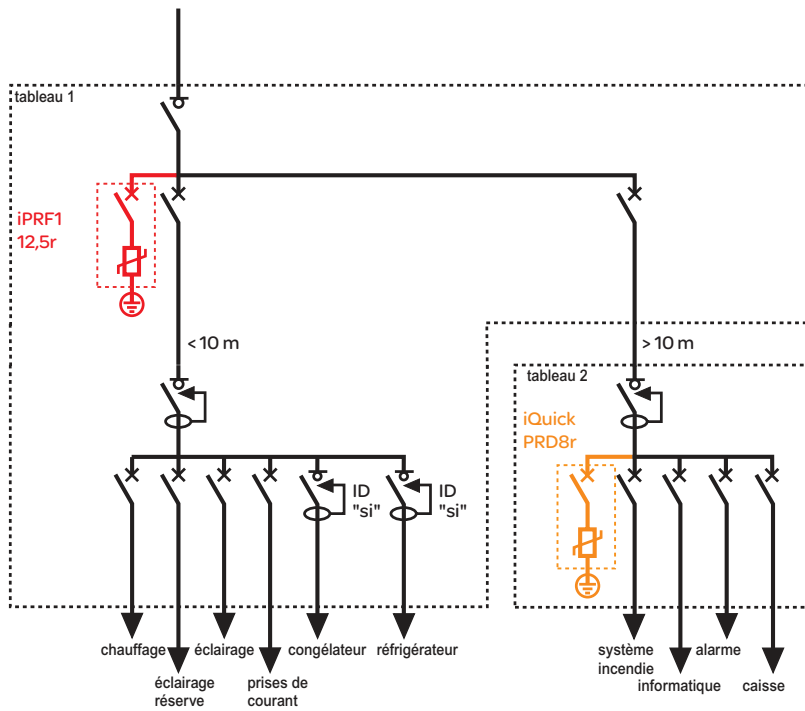 tableau 1
iPRF1
12,5r
< 10 m
> 10 m
tableau 2
iQuick
PRD8r
ID
"si"
ID
"si"
chauffage
éclairage
congélateur
réfrigérateur
éclairage
réserve
prises de
courant
système
incendie
alarme
informatique
caisse